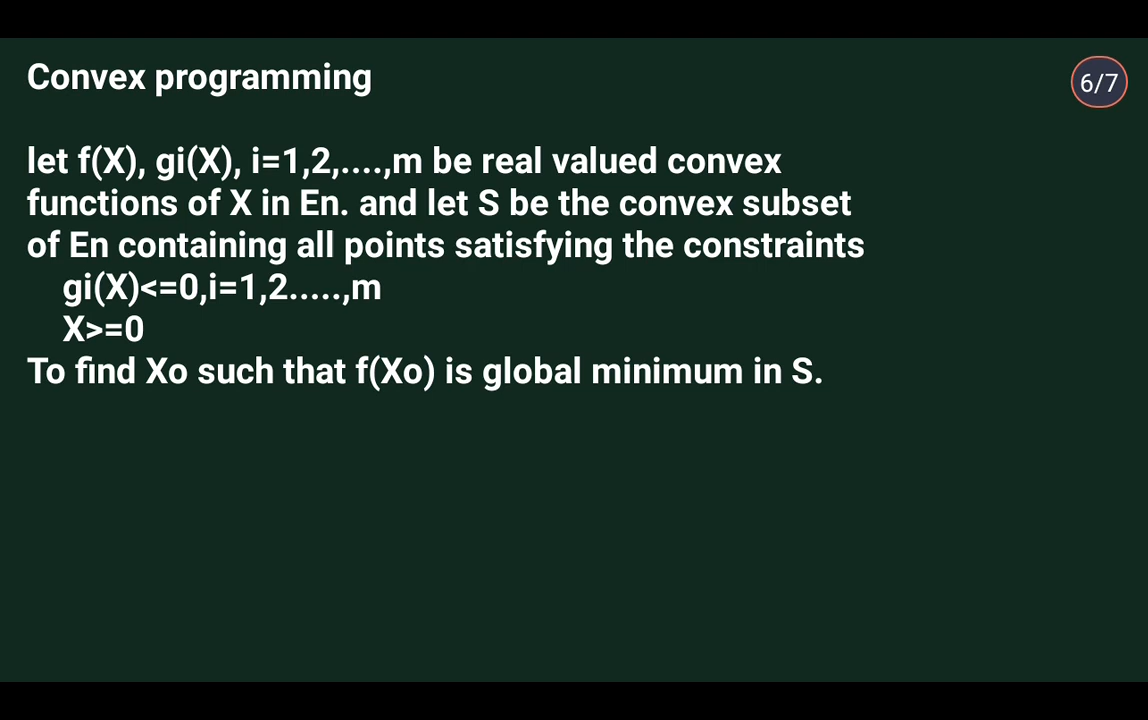 Convex programming
6/7
let f(X), gi(X), i=1,2,....,m be real valued convex
functions of X in En. and let S be the convex subset
of En containing all points satisfying the constraints
gi(X)<=0,i=1,2.....,m
X>=0
To find Xo such that f(Xo) is global minimum in S.